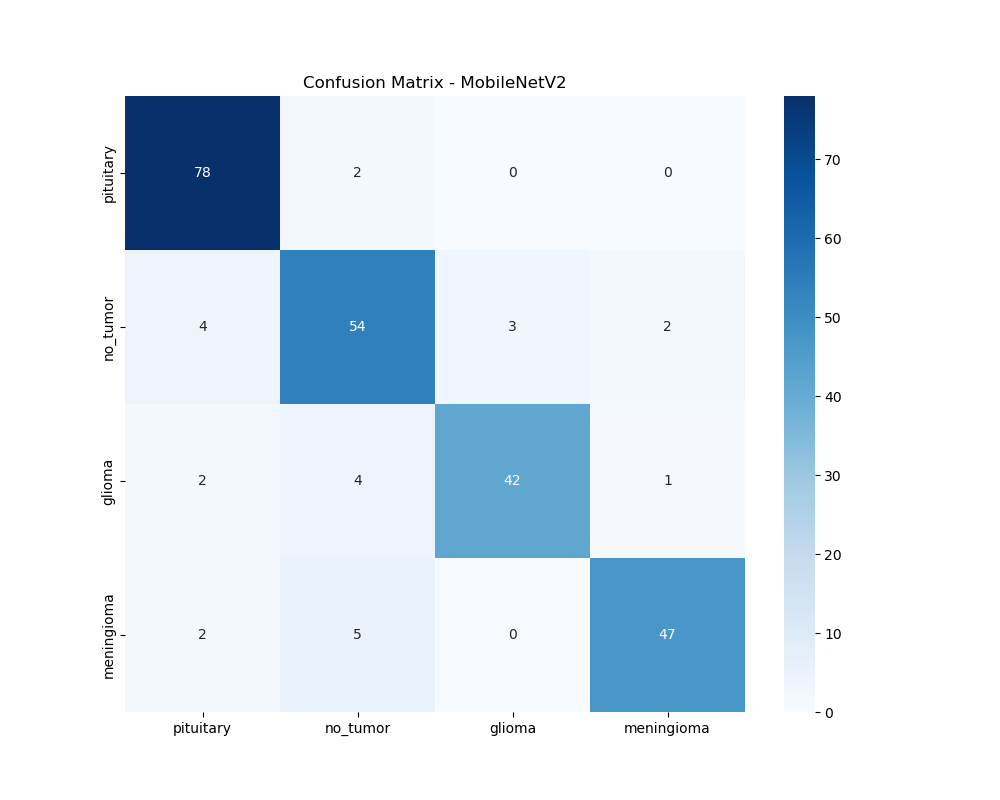 Confusion Matrix - MobileNetV2
pituitary 78 2 0 0
no_tumor 4 54 3 2
glioma 2 4 42 1
meningioma 2 5 0 47
pituitary no_tumor glioma meningioma
70
60
50
40
30
20
10
0